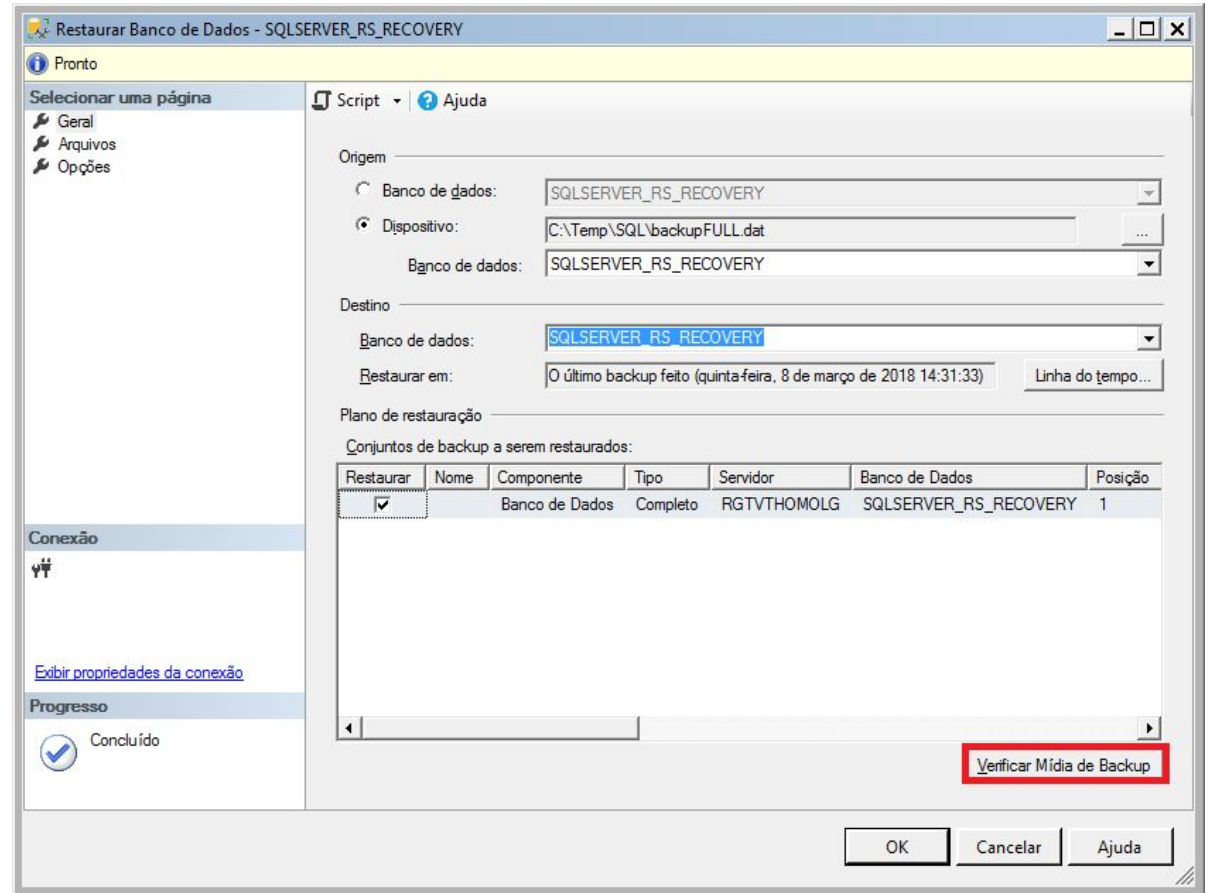 Restaurar Banco de Dados - SQLSERVER_RS_RECOVERY
Pronto
Selecionar uma página
Geral
Arquivos
Opções
Script
Ajuda
Origem
Banco de dados:
SQLSERVER_RS_RECOVERY
Dispositivo:
C:\Temp\SQL\backupFULL.dat
...
Banco de dados:
SQLSERVER_RS_RECOVERY
Destino
Banco de dados:
SQLSERVER_RS_RECOVERY
Restaurar em:
O último backup feito (quinta-feira, 8 de março de 2018 14:31:33)
Linha do tempo...
Plano de restauração
Conjuntos de backup a serem restaurados:
Restaurar Nome Componente Tipo Servidor Banco de Dados Posição
Banco de Dados Completo RGTVTHOMOLG SQLSERVER_RS_RECOVERY 1
Conexão
Exibir propriedades da conexão
Progresso
Concluído
Verificar Mídia de Backup
OK
Cancelar
Ajuda